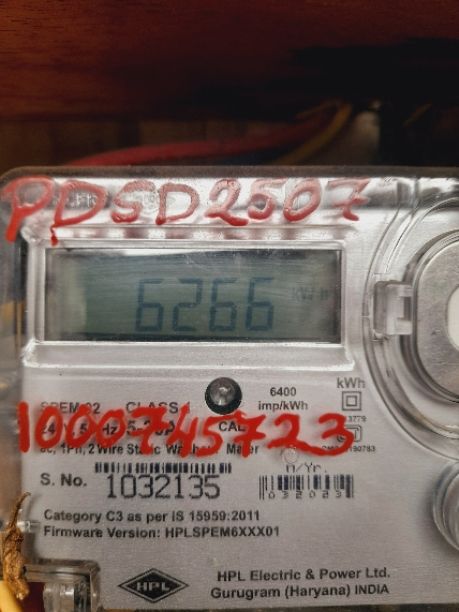 PDSD2507
6266
kWh
6400
imp/kWh
CLASS
1000745723
S. No. 1032135
Category C3 as per IS 15959:2011
Firmware Version: HPLSPEM6XXX01
HPL
HPL Electric & Power Ltd.
Gurugram (Haryana) INDIA